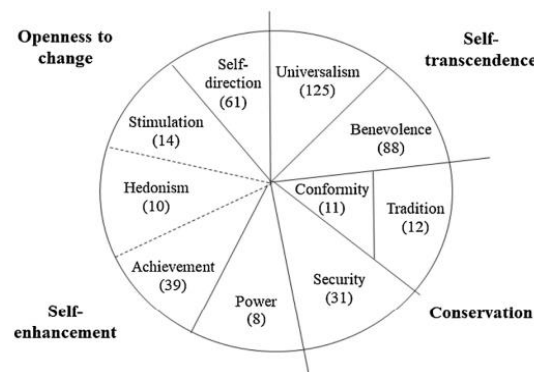 Openness to
change
Self-
transcendence
Self-
direction
(61)
Universalism
(125)
Stimulation
(14)
Benevolence
(88)
Hedonism
(10)
Conformity
(11)
Tradition
(12)
Achievement
(39)
Power
(8)
Security
(31)
Self-
enhancement
Conservation